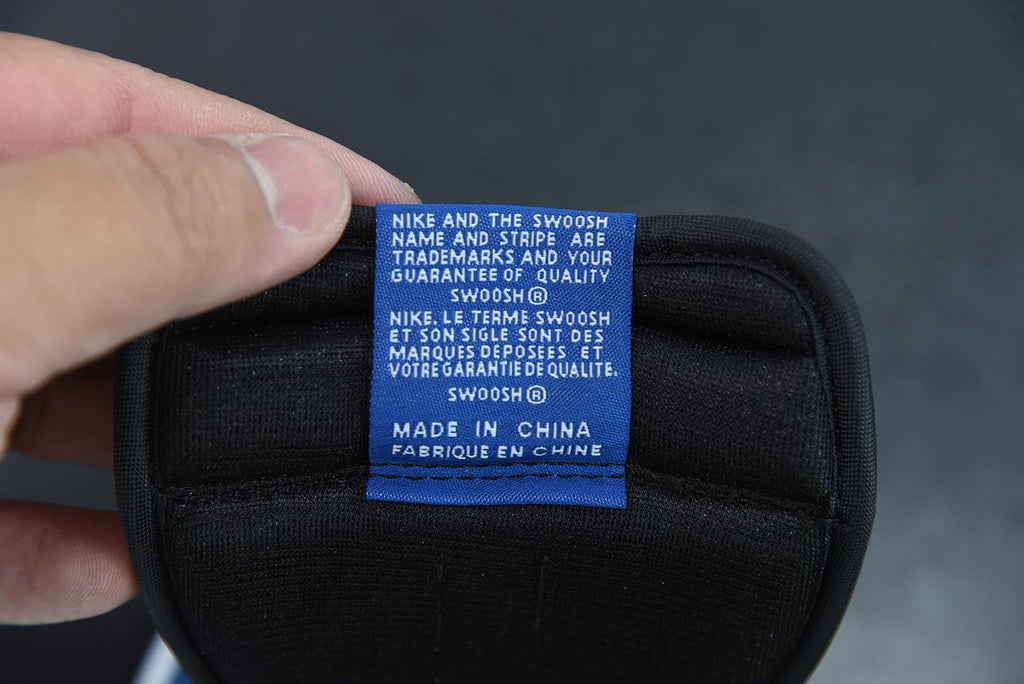 NIKE AND THE SWOOSH
NAME AND STRIPE ARE
TRADEMARKS AND YOUR
GUARANTEE OF QUALITY
SWOOSH®
NIKE. LE TERME SWOOSH
ET SON SIGLE SONT DES
MARQUES DEPOSEES ET
VOTRE GARANTIE DE QUALITE.
SWOOSH®
MADE IN CHINA
FABRIQUE EN CHINE